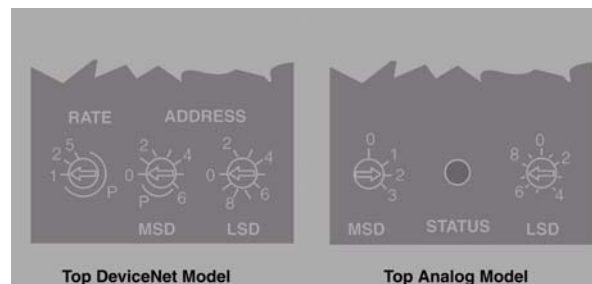 RATE ADDRESS
1 2 5 P
0 2 4 6 P
0 2 4 6 8
MSD LSD
0 1 2 3
0 2 4 6 8
MSD STATUS LSD
Top DeviceNet Model
Top Analog Model